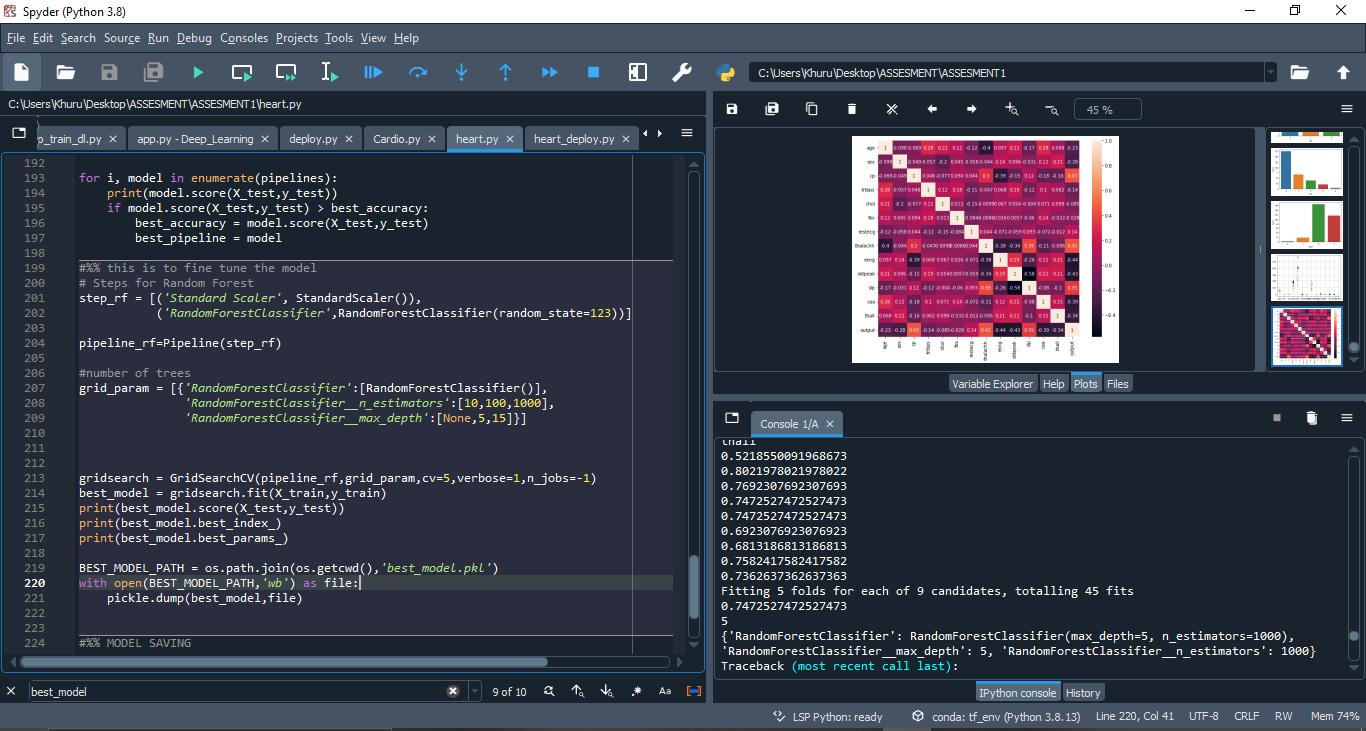 Spyder (Python 3.8)
File Edit Search Source Run Debug Consoles Projects Tools View Help
C:\Users\Khuru\Desktop\ASSESMENT\ASSESMENT1
C:\Users\Khuru\Desktop\ASSESMENT\ASSESMENT1\heart.py
o_train_dl.py app.py - Deep_Learning deploy.py Cardio.py heart.py heart_deploy.py
192
193 for i, model in enumerate(pipelines):
194 print(model.score(X_test,y_test))
195 if model.score(X_test,y_test) > best_accuracy:
196 best_accuracy = model.score(X_test,y_test)
197 best_pipeline = model
198
199 #%% this is to fine tune the model
200 # Steps for Random Forest
201 step_rf = [('Standard Scaler', StandardScaler()),
202 ('RandomForestClassifier',RandomForestClassifier(random_state=123))]
203
204 pipeline_rf=Pipeline(step_rf)
205
206 #number of trees
207 grid_param = [{'RandomForestClassifier':[RandomForestClassifier()],
208 'RandomForestClassifier__n_estimators':[10,100,1000],
209 'RandomForestClassifier__max_depth':[None,5,15]}]
210
211
212
213 gridsearch = GridSearchCV(pipeline_rf,grid_param,cv=5,verbose=1,n_jobs=-1)
214 best_model = gridsearch.fit(X_train,y_train)
215 print(best_model.score(X_test,y_test))
216 print(best_model.best_index_)
217 print(best_model.best_params_)
218
219 BEST_MODEL_PATH = os.path.join(os.getcwd(),'best_model.pkl')
220 with open(BEST_MODEL_PATH,'wb') as file:
221 pickle.dump(best_model,file)
222
223
224 #%% MODEL SAVING
best_model 9 of 10 Aa
45 %
age
sex
cp
trtbps
chol
fbs
restecg
thalachh
exng
oldpeak
slp
caa
thall
output
age sex cp trtbps chol fbs restecg thalachh exng oldpeak slp caa thall output
1.0
0.8
0.6
0.4
0.2
0.0
-0.2
-0.4
Variable Explorer Help Plots Files
Console 1/A
thall
0.5218550091968673
0.8021978021978022
0.7692307692307693
0.7472527472527473
0.7472527472527473
0.6923076923076923
0.6813186813186813
0.7582417582417582
0.7362637362637363
Fitting 5 folds for each of 9 candidates, totalling 45 fits
0.7472527472527473
5
{'RandomForestClassifier': RandomForestClassifier(max_depth=5, n_estimators=1000),
'RandomForestClassifier__max_depth': 5, 'RandomForestClassifier__n_estimators': 1000}
Traceback (most recent call last):
IPython console History
LSP Python: ready conda: tf_env (Python 3.8.13) Line 220, Col 41 UTF-8 CRLF RW Mem 74%